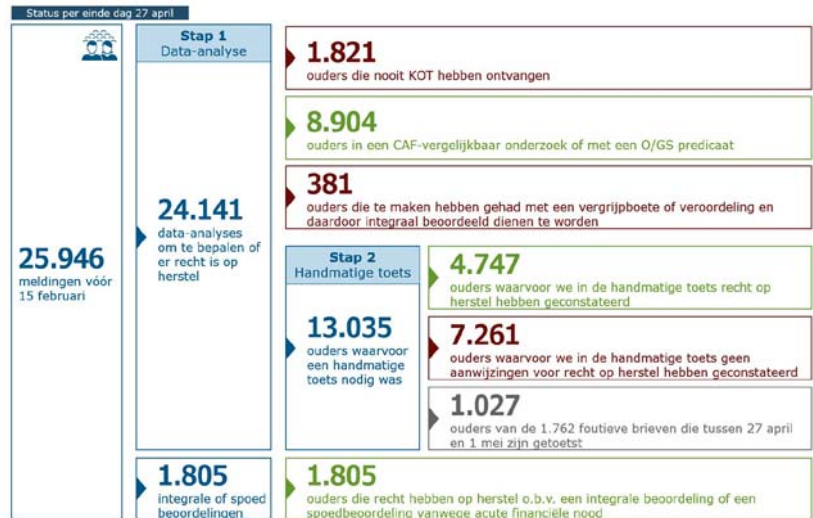 Status per einde dag 27 april
25.946
meldingen vóór
15 februari
Stap 1
Data-analyse
24.141
data-analyses
om te bepalen of
er recht is op
herstel
1.821
ouders die nooit KOT hebben ontvangen
8.904
ouders in een CAF-vergelijkbaar onderzoek of met een O/GS predicaat
381
ouders die te maken hebben gehad met een vergrijpboete of veroordeling en
daardoor integraal beoordeeld dienen te worden
Stap 2
Handmatige toets
13.035
ouders waarvoor
een handmatige
toets nodig was
4.747
ouders waarvoor we in de handmatige toets recht op
herstel hebben geconstateerd
7.261
ouders waarvoor we in de handmatige toets geen
aanwijzingen voor recht op herstel hebben geconstateerd
1.027
ouders van de 1.762 foutieve brieven die tussen 27 april
en 1 mei zijn getoetst
1.805
integrale of spoed
beoordelingen
1.805
ouders die recht hebben op herstel o.b.v. een integrale beoordeling of een
spoedbeoordeling vanwege acute financiële nood